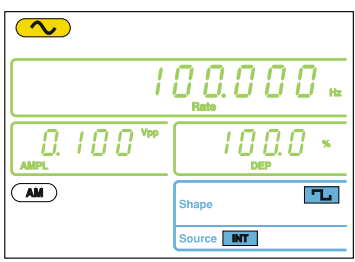 100.000 Hz
Rate
0.100 Vpp
AMPL
100.0 %
DEP
AM
Shape
Source INT